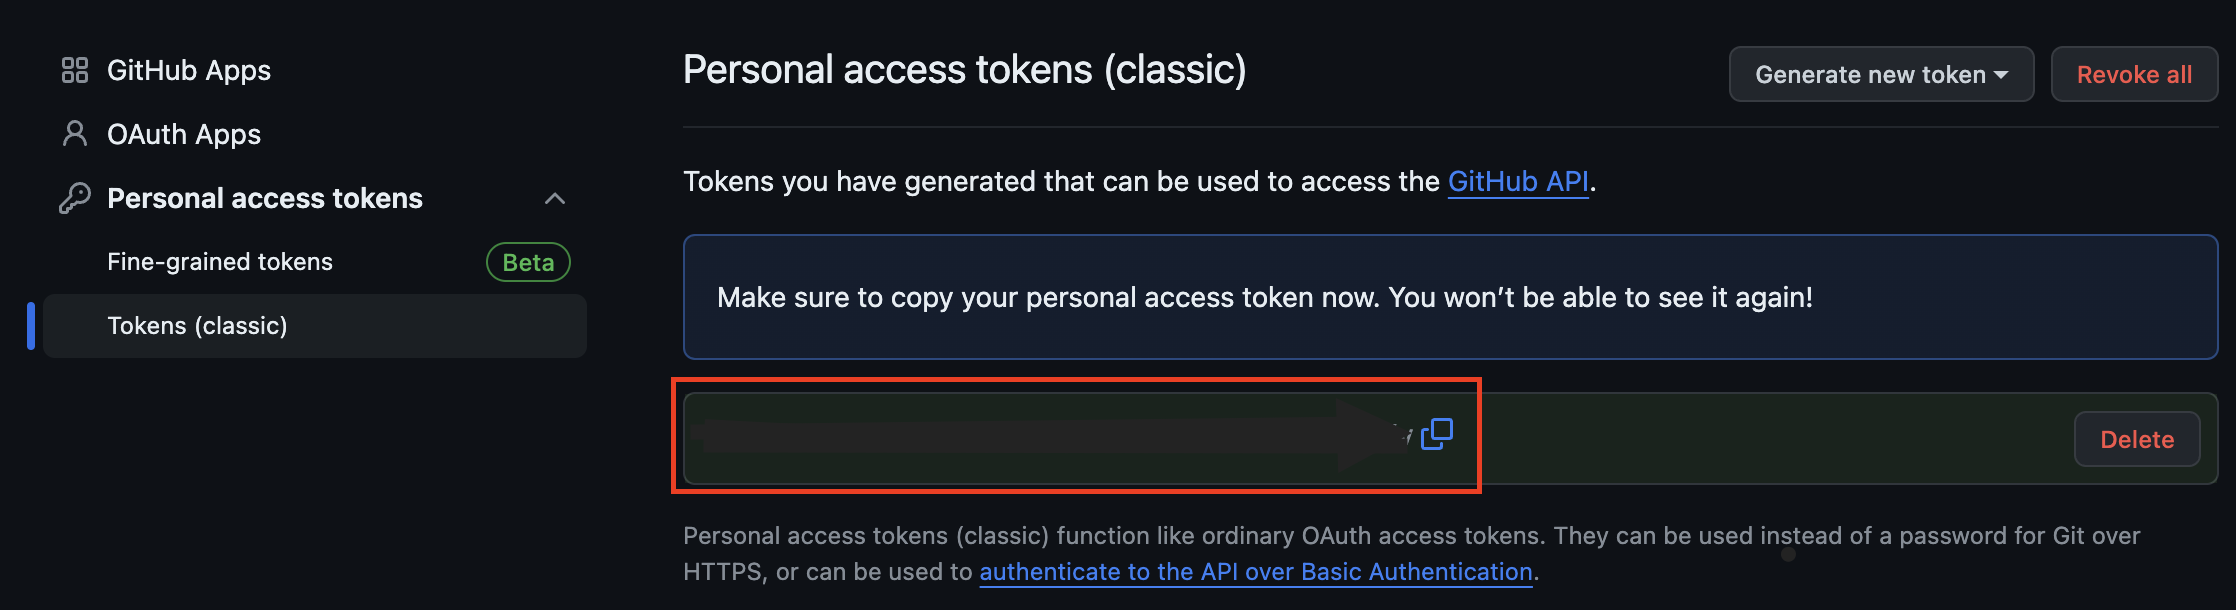 GitHub Apps
OAuth Apps
Personal access tokens
Fine-grained tokens Beta
Tokens (classic)
Personal access tokens (classic)
Generate new token
Revoke all
Tokens you have generated that can be used to access the GitHub API.
Make sure to copy your personal access token now. You won’t be able to see it again!
Delete
Personal access tokens (classic) function like ordinary OAuth access tokens. They can be used instead of a password for Git over
HTTPS, or can be used to authenticate to the API over Basic Authentication.